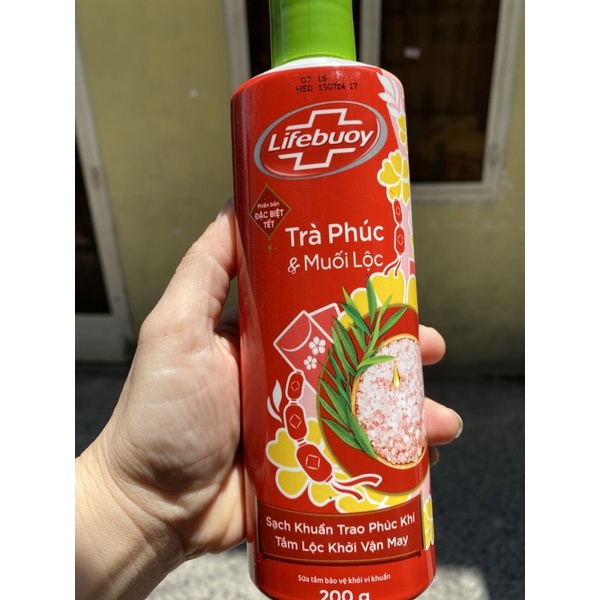 07 15
HSD 150724 17
Lifebuoy
Phiên bản
ĐẶC BIỆT
TẾT
Trà Phúc
& Muối Lộc
Sạch Khuẩn Trao Phúc Khí
Tắm Lộc Khởi Vận May
Sữa tắm bảo vệ khỏi vi khuẩn
200 g